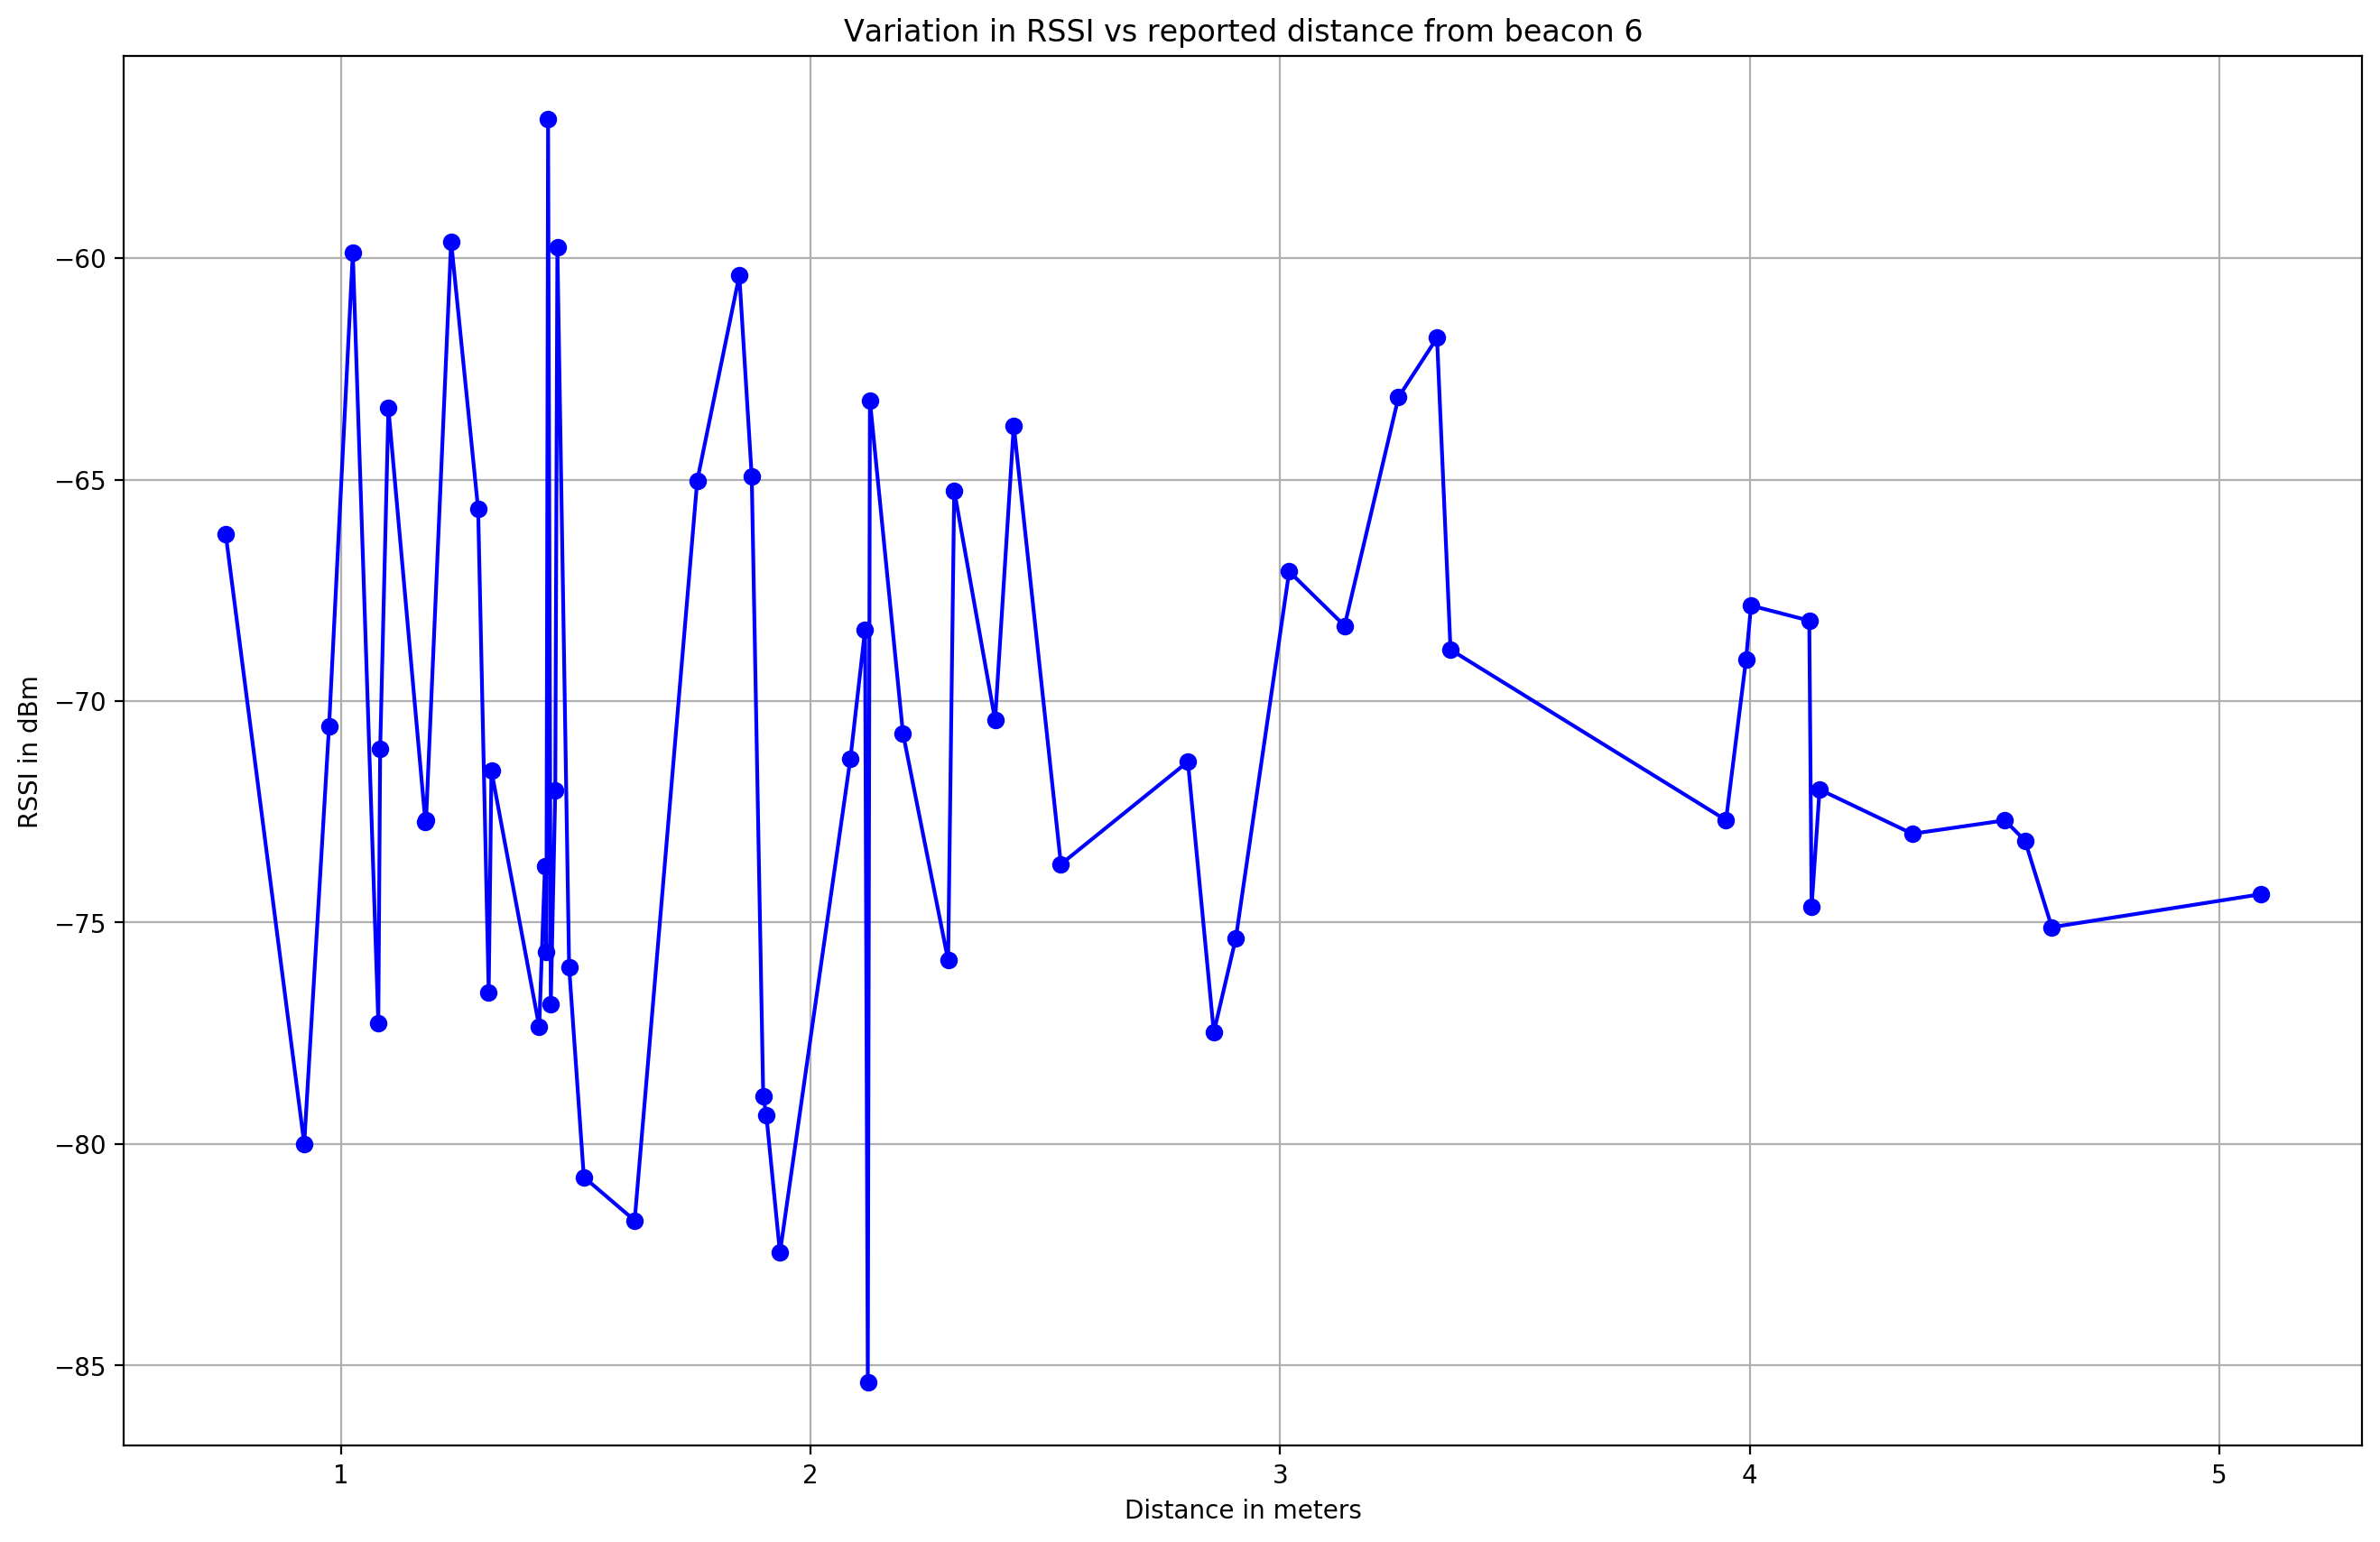 Variation in RSSI vs reported distance from beacon 6
RSSI in dBm
−60
−65
−70
−75
−80
−85
1 2 3 4 5
Distance in meters